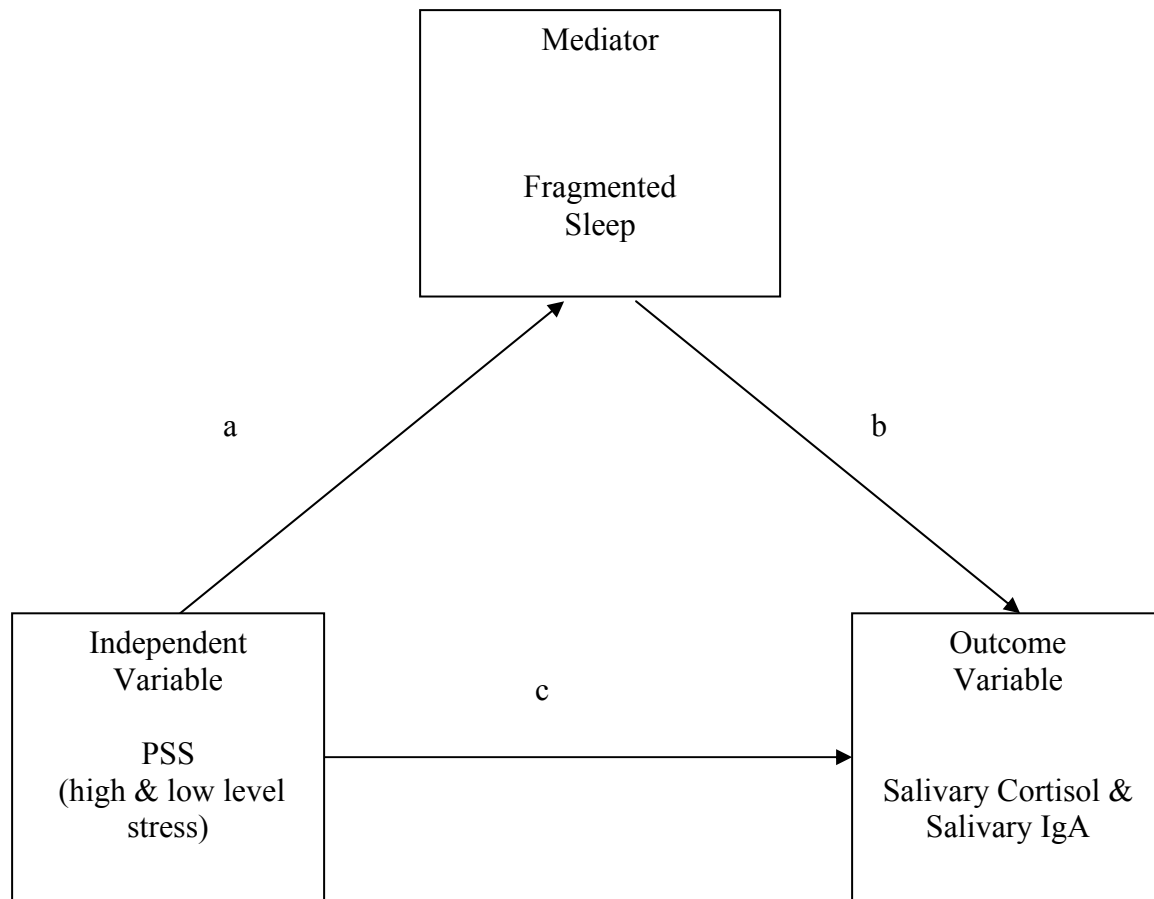 Mediator
Fragmented
Sleep
a
b
Independent
Variable
PSS
(high & low level
stress)
c
Outcome
Variable
Salivary Cortisol &
Salivary IgA